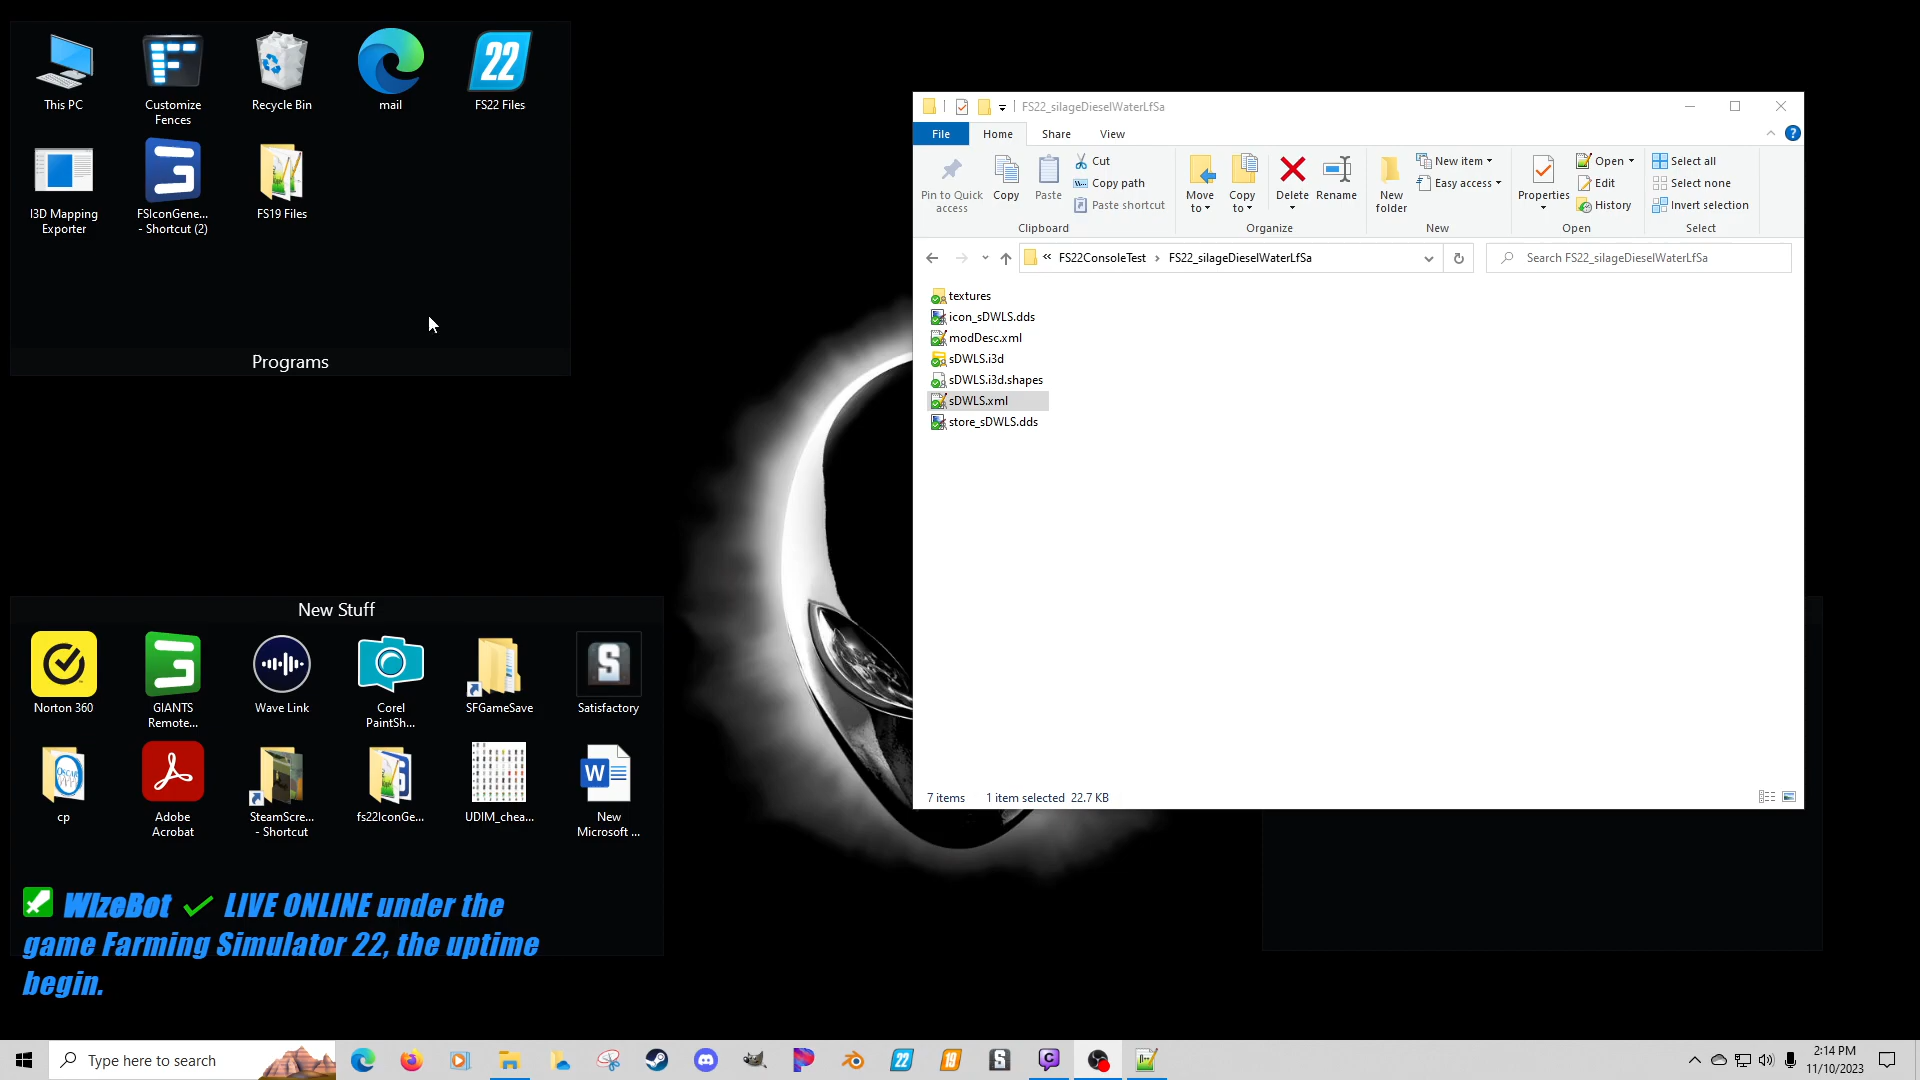 This PC
Customize
Fences
Recycle Bin
mail
FS22 Files
I3D Mapping
Exporter
FSIconGene...
- Shortcut (2)
FS19 Files
Programs
New Stuff
Norton 360
GIANTS
Remote...
Wave Link
Corel
PaintSh...
SFGameSave
Satisfactory
cp
Adobe
Acrobat
SteamScre...
- Shortcut
fs22IconGe...
UDIM_chea...
New
Microsoft ...
WizeBot LIVE ONLINE under the
game Farming Simulator 22, the uptime
begin.
FS22_silageDieselWaterLfSa
File
Home
Share
View
Pin to Quick
access
Copy
Paste
Cut
Copy path
Paste shortcut
Clipboard
Move
to
Copy
to
Delete
Rename
Organize
New
folder
New item
Easy access
New
Properties
Open
Edit
History
Open
Select all
Select none
Invert selection
Select
« FS22ConsoleTest › FS22_silageDieselWaterLfSa
Search FS22_silageDieselWaterLfSa
textures
icon_sDWLS.dds
modDesc.xml
sDWLS.i3d
sDWLS.i3d.shapes
sDWLS.xml
store_sDWLS.dds
7 items
1 item selected 22.7 KB
Type here to search
22
19
2:14 PM
11/10/2023